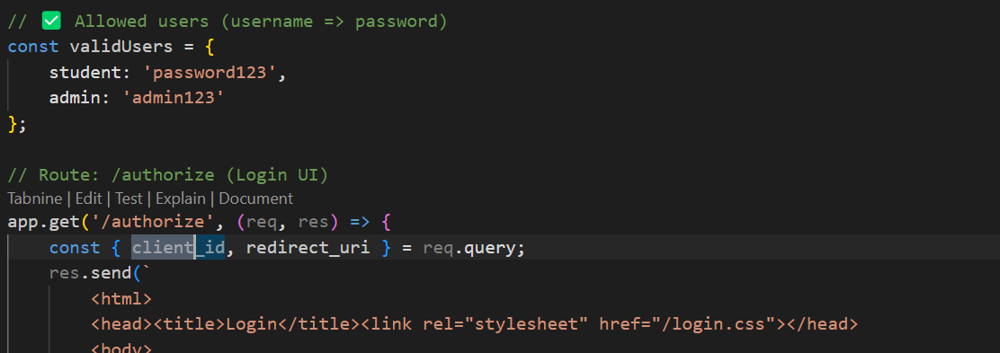 // ✅ Allowed users (username => password)
const validUsers = {
    student: 'password123',
    admin: 'admin123'
};

// Route: /authorize (Login UI)
Tabnine | Edit | Test | Explain | Document
app.get('/authorize', (req, res) => {
    const { client_id, redirect_uri } = req.query;
    res.send(`
        <html>
        <head><title>Login</title><link rel="stylesheet" href="/login.css"></head>
        <body>